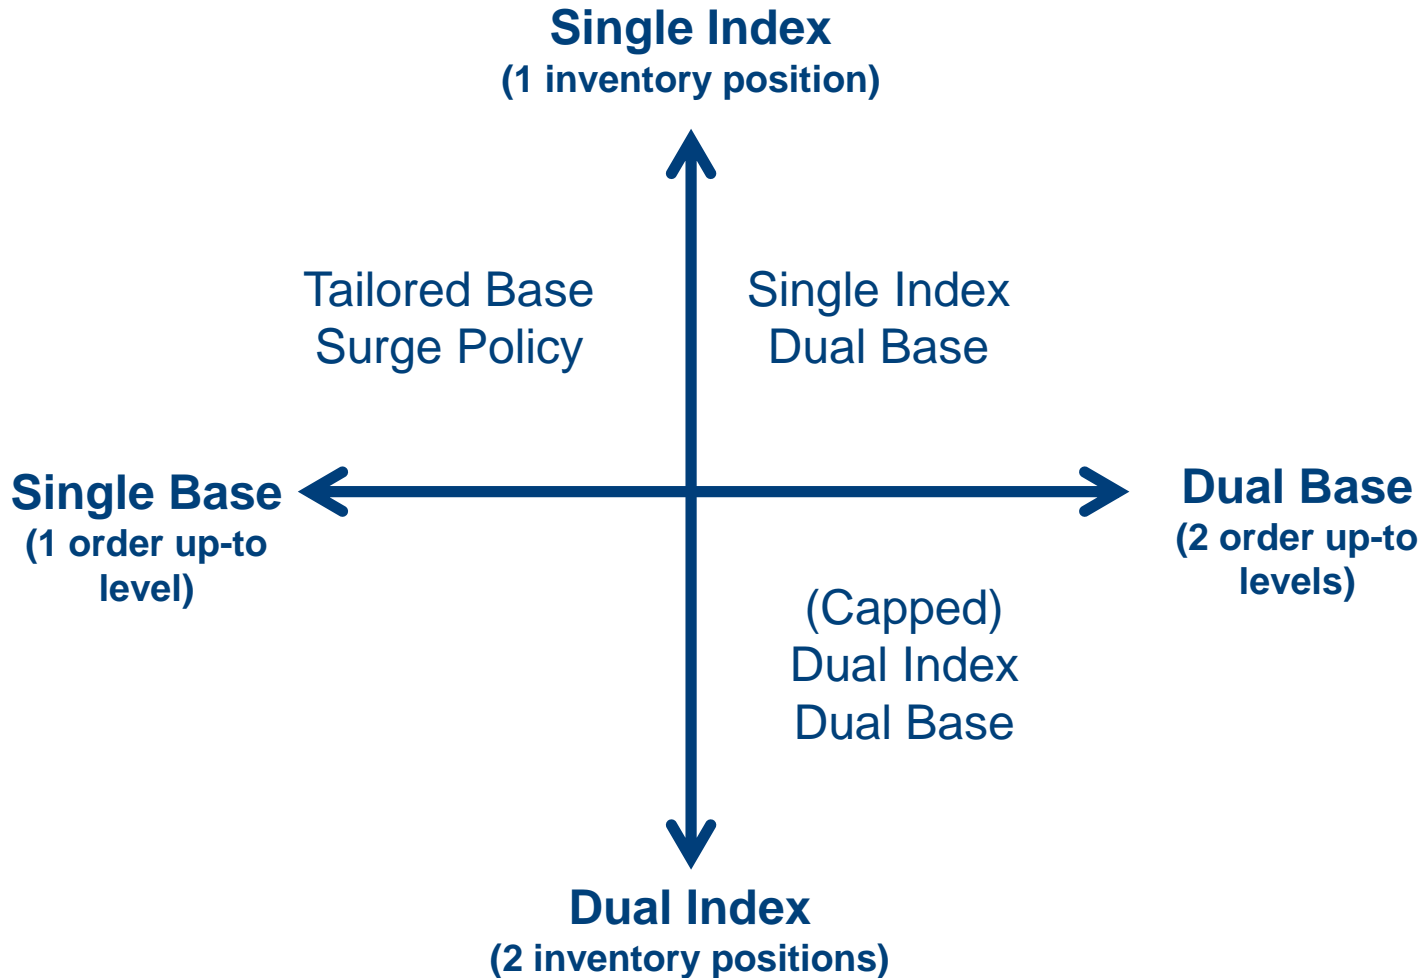 Single Index
(1 inventory position)
Tailored Base
Surge Policy
Single Index
Dual Base
Single Base
(1 order up-to
level)
Dual Base
(2 order up-to
levels)
(Capped)
Dual Index
Dual Base
Dual Index
(2 inventory positions)